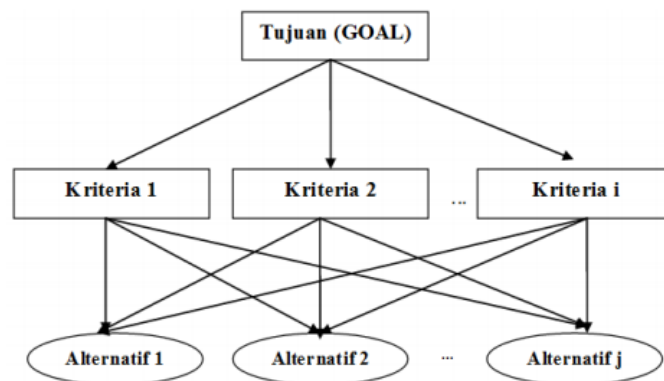 Tujuan (GOAL)
Kriteria 1
Kriteria 2
...
Kriteria i
Alternatif 1
Alternatif 2
...
Alternatif j